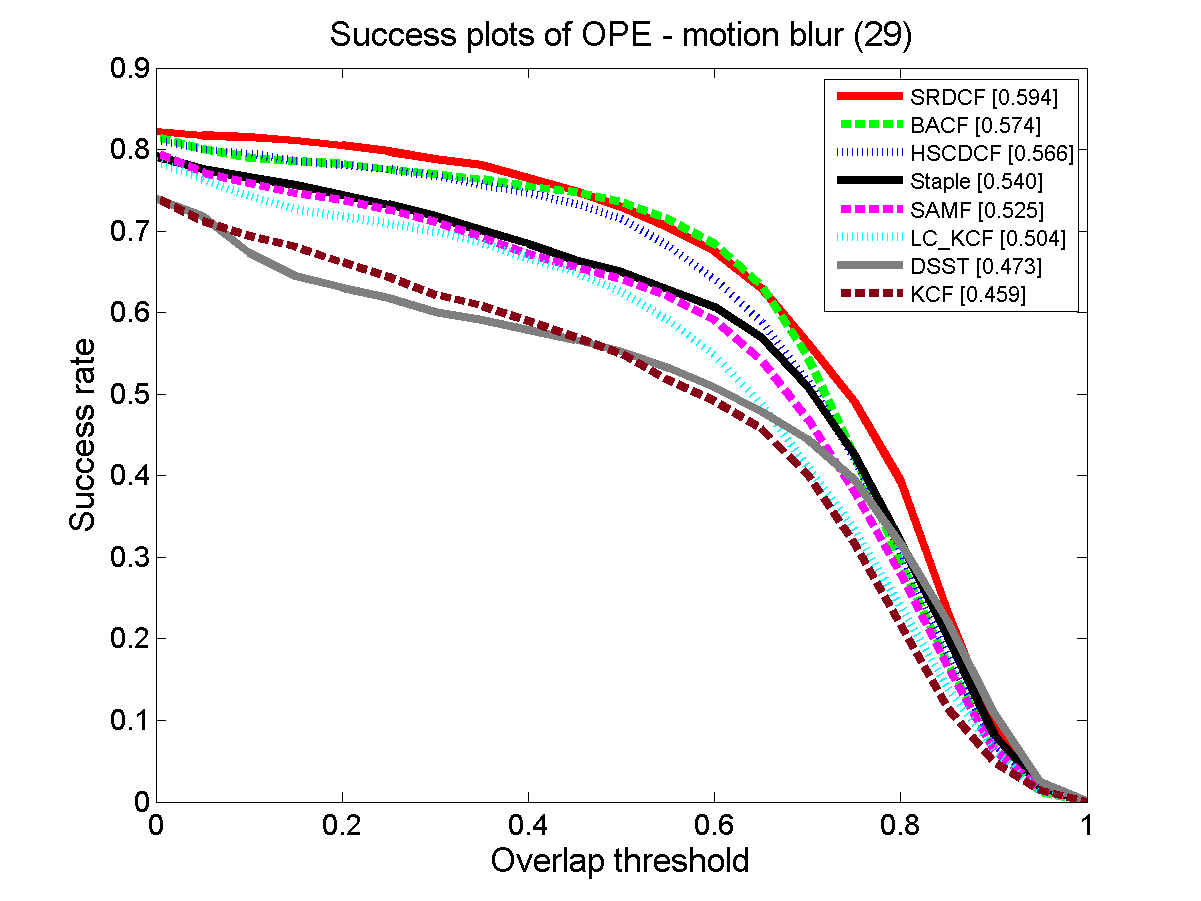 Success plots of OPE - motion blur (29)
0.9
0.8
0.7
0.6
0.5
0.4
0.3
0.2
0.1
0
Success rate
SRDCF [0.594]
BACF [0.574]
HSCDCF [0.566]
Staple [0.540]
SAMF [0.525]
LC_KCF [0.504]
DSST [0.473]
KCF [0.459]
0 0.2 0.4 0.6 0.8 1
Overlap threshold